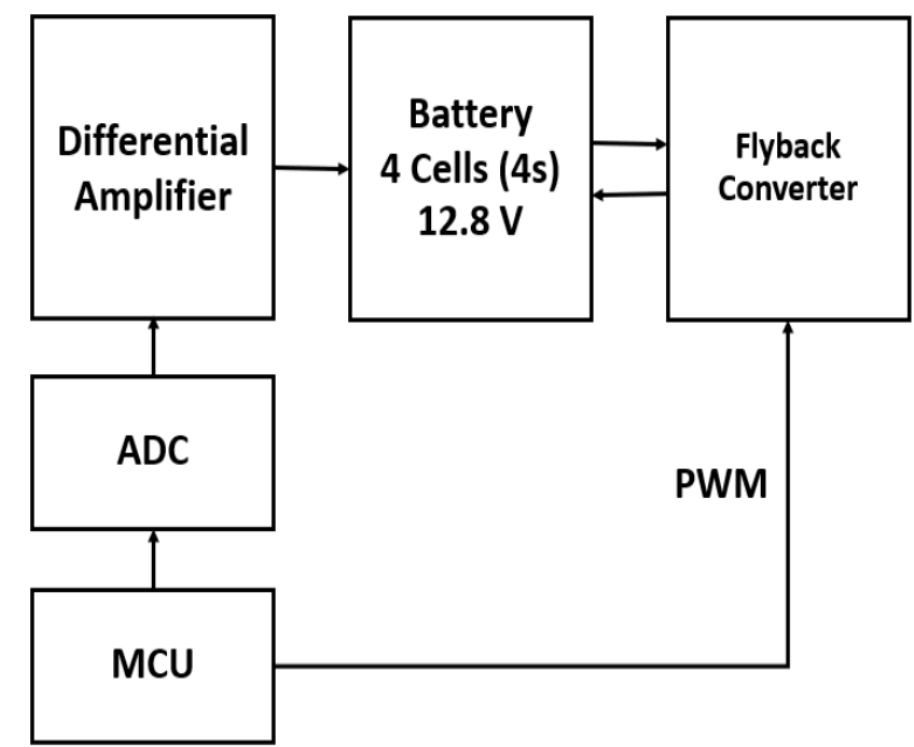 Differential
Amplifier
Battery
4 Cells (4s)
12.8 V
Flyback
Converter
ADC
PWM
MCU